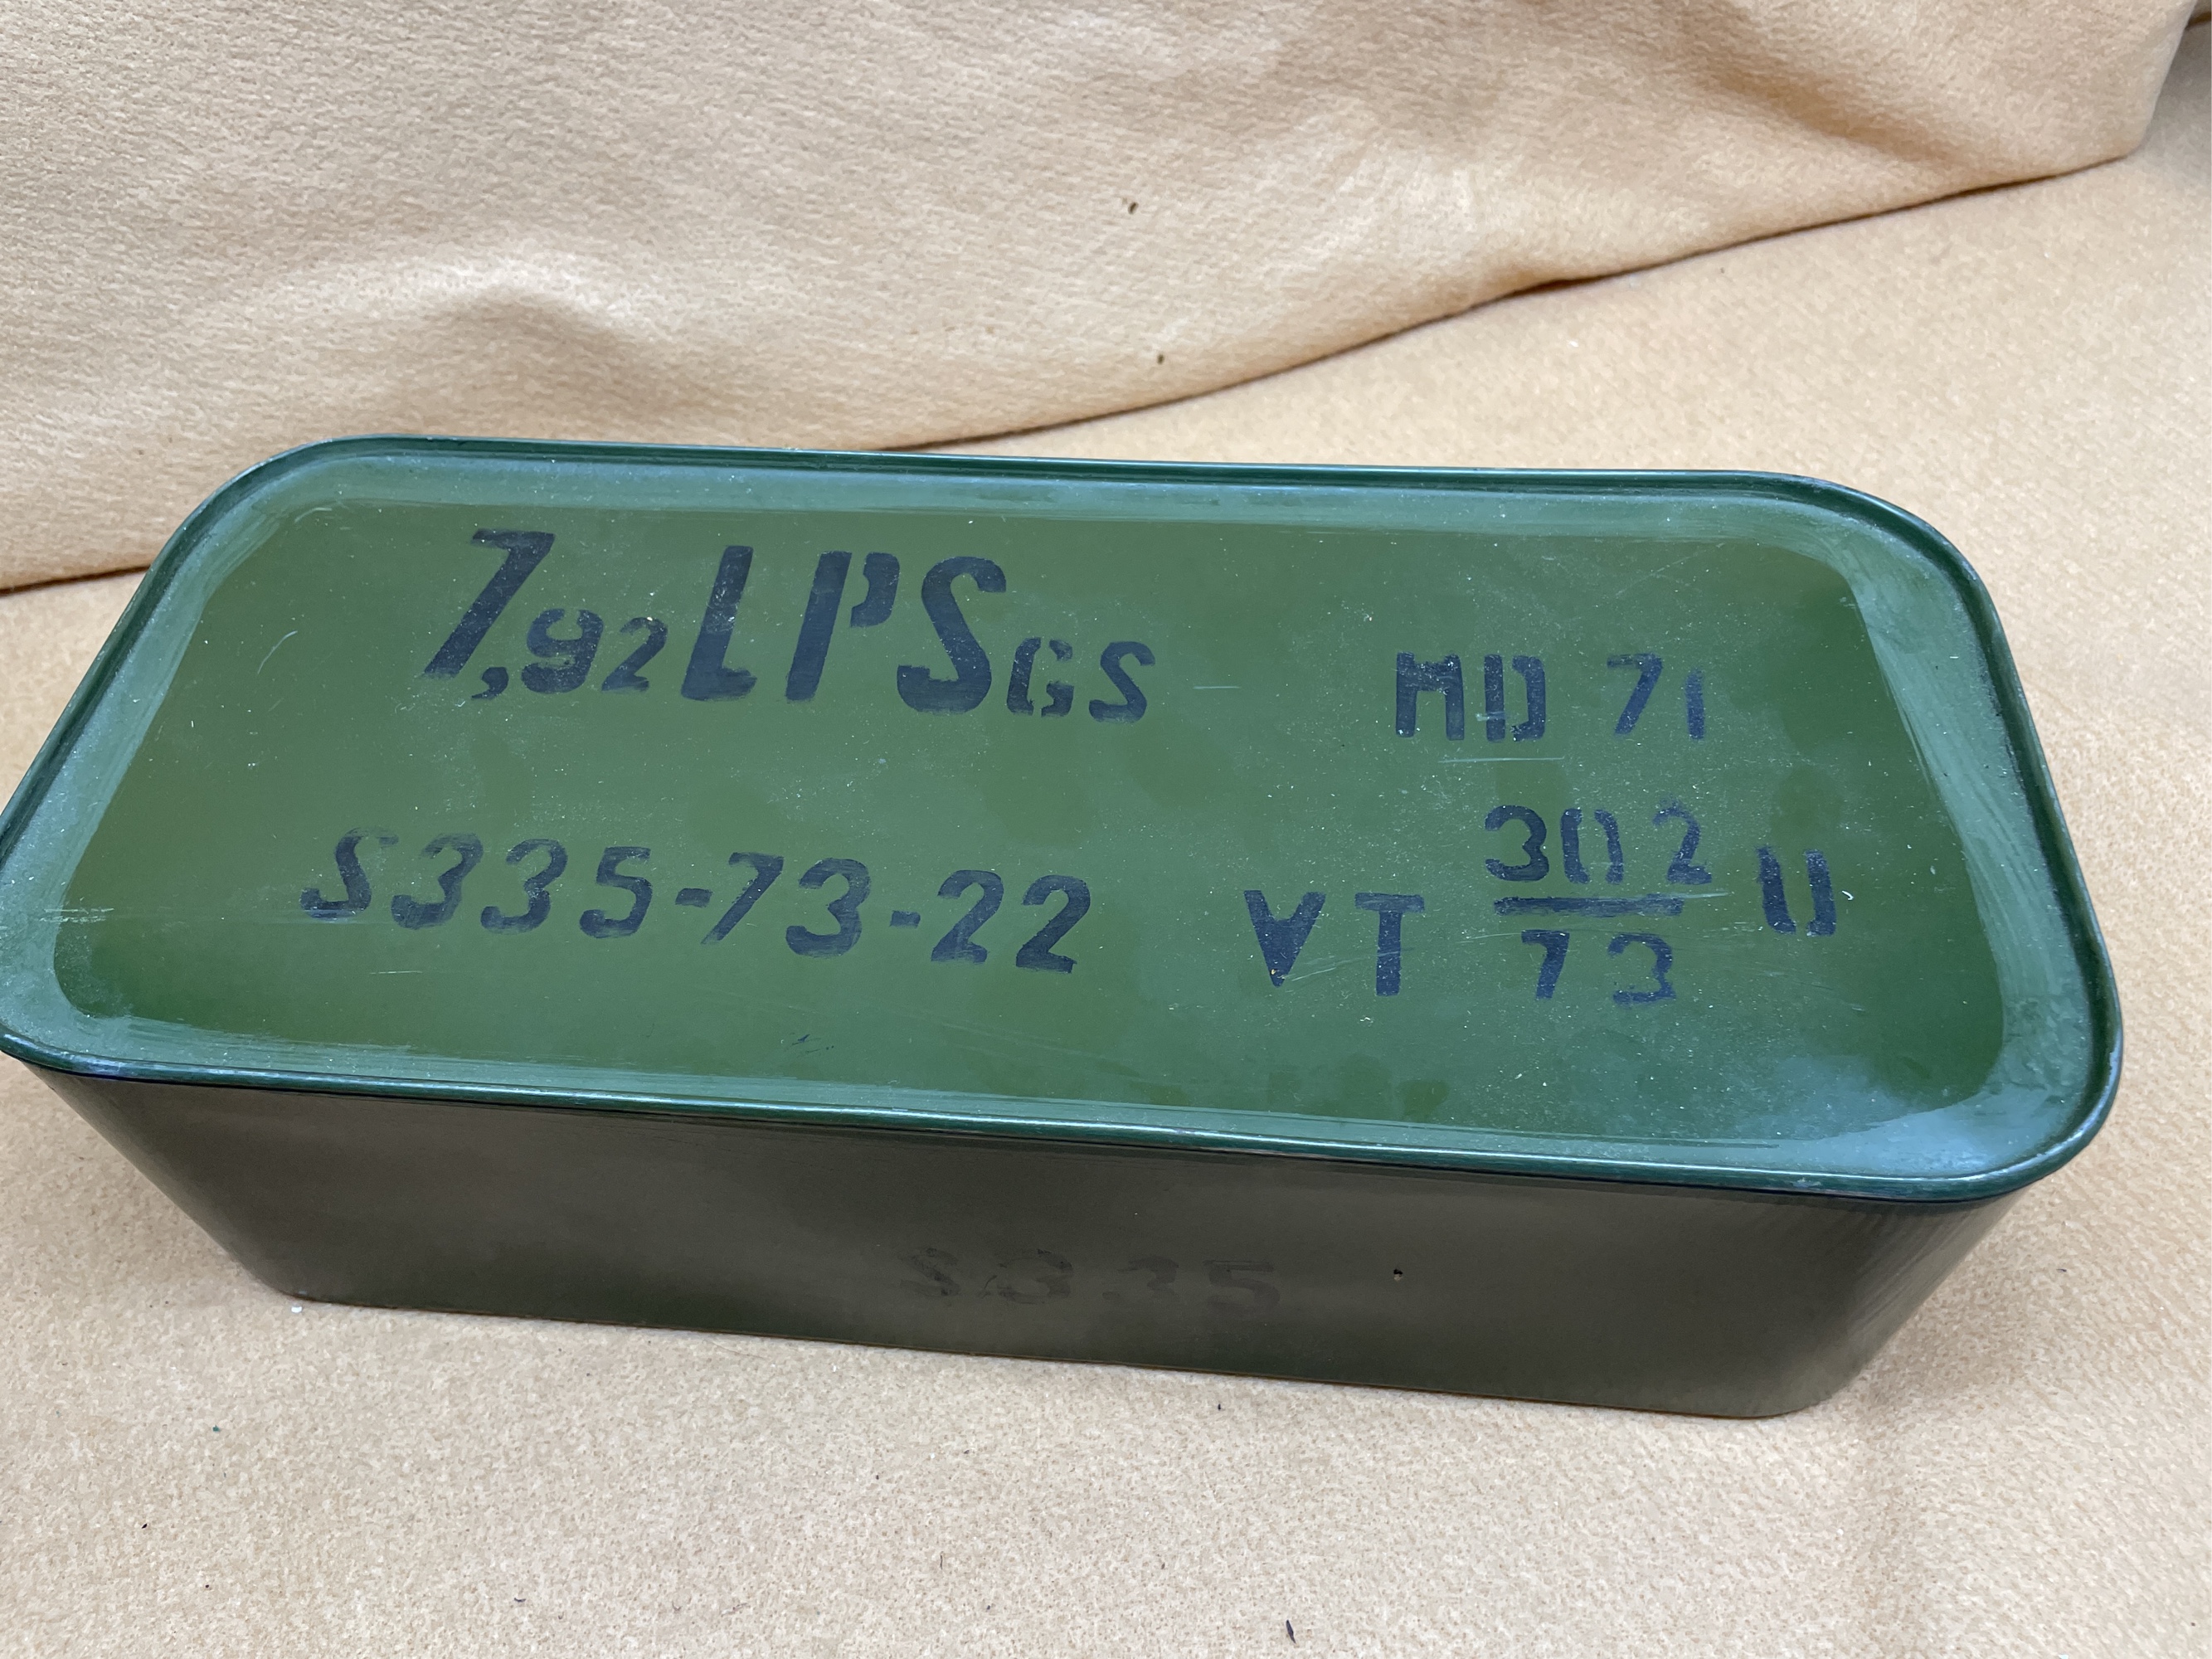 7,92 LPS GS
MD 71
S335-73-22
VT 302/73 U
S335